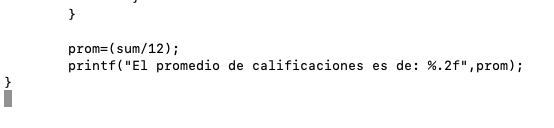 }
prom=(sum/12);
printf("El promedio de calificaciones es de: %.2f",prom);
}